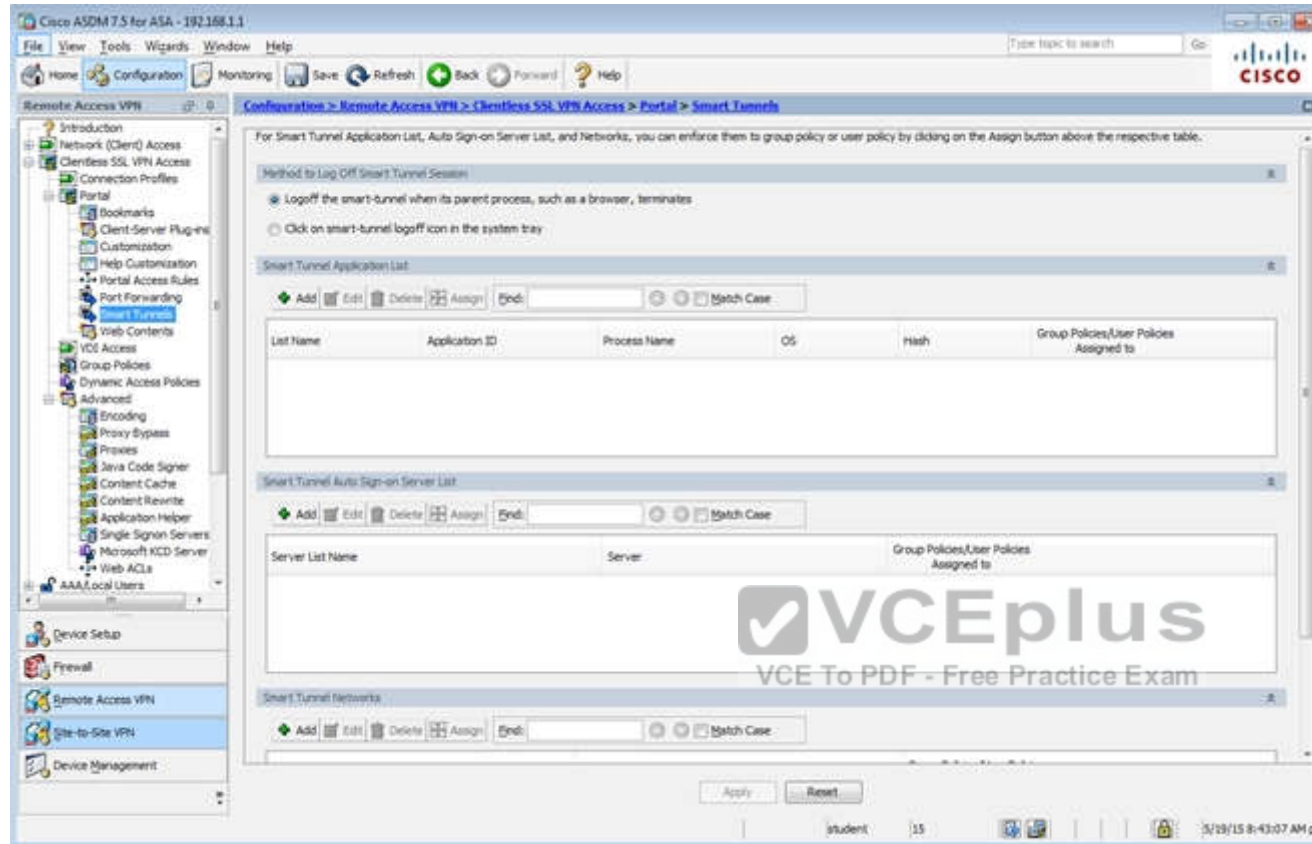 Cisco ASDM 7.5 for ASA - 192.168.1.1
File View Tools Wizards Window Help
Type topic to search Go
Home Configuration Monitoring Save Refresh Back Forward Help
CISCO
Remote Access VPN
Configuration > Remote Access VPN > Clientless SSL VPN Access > Portal > Smart Tunnels
Introduction
Network (Client) Access
Clientless SSL VPN Access
Connection Profiles
Portal
Bookmarks
Client-Server Plug-ins
Customization
Help Customization
Portal Access Rules
Port Forwarding
Smart Tunnels
Web Contents
VDI Access
Group Policies
Dynamic Access Policies
Advanced
Encoding
Proxy Bypass
Proxies
Java Code Signer
Content Cache
Content Rewrite
Application Helper
Single Signon Servers
Microsoft KCD Server
Web ACLs
AAA/Local Users
Device Setup
Firewall
Remote Access VPN
Site-to-Site VPN
Device Management
For Smart Tunnel Application List, Auto Sign-on Server List, and Networks, you can enforce them to group policy or user policy by clicking on the Assign button above the respective table.
Method to Log Off Smart Tunnel Session
Logoff the smart-tunnel when its parent process, such as a browser, terminates
Click on smart-tunnel logoff icon in the system tray
Smart Tunnel Application List
Add Edit Delete Assign Find: Match Case
List Name Application ID Process Name OS Hash Group Policies/User Policies
Assigned to
Smart Tunnel Auto Sign-on Server List
Add Edit Delete Assign Find: Match Case
Server List Name Server Group Policies/User Policies
Assigned to
VCEplus
VCE To PDF - Free Practice Exam
Smart Tunnel Networks
Add Edit Delete Assign Find: Match Case
Apply Reset
student 15 5/19/15 8:43:07 AM